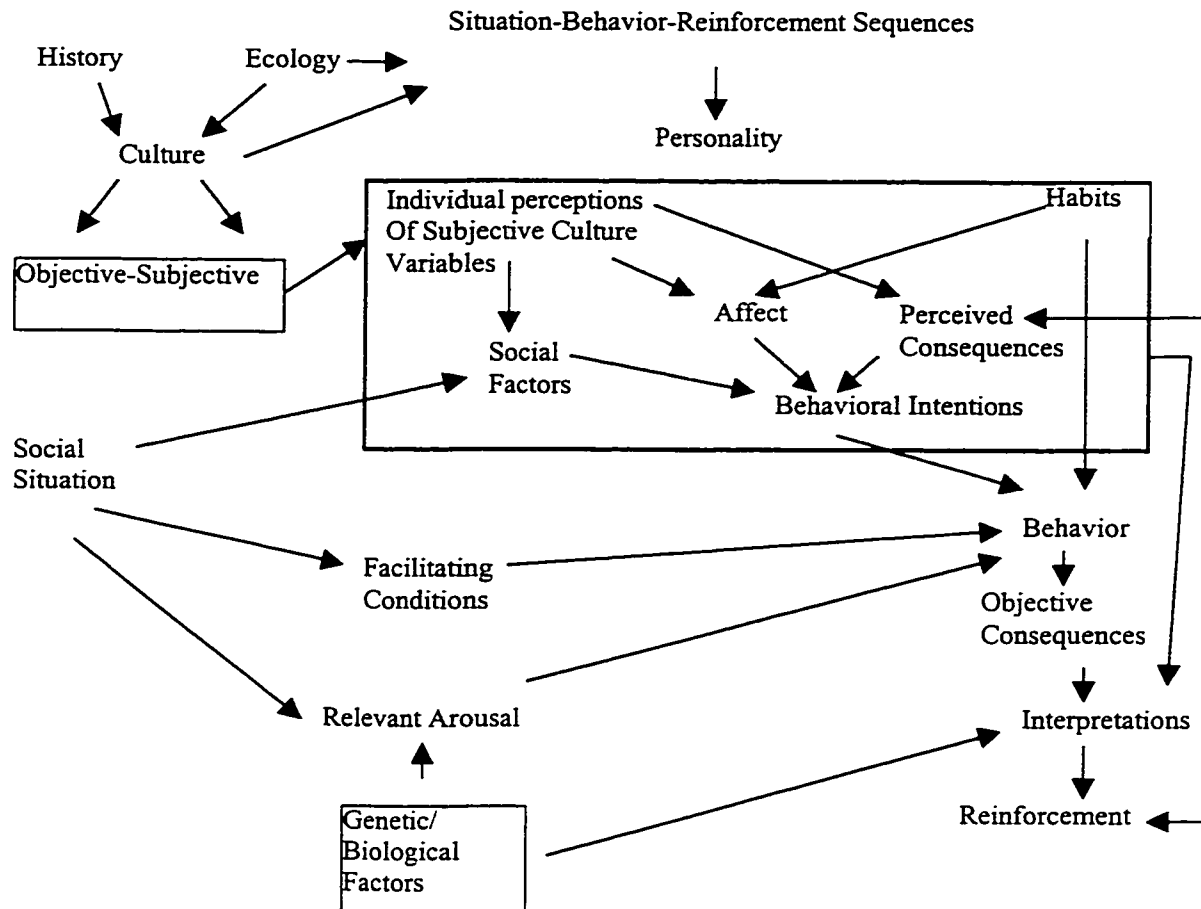 Situation-Behavior-Reinforcement Sequences
History
Ecology
Culture
Personality
Individual perceptions
Of Subjective Culture
Variables
Habits
Objective-Subjective
Affect
Perceived
Consequences
Social
Factors
Behavioral Intentions
Social
Situation
Behavior
Facilitating
Conditions
Objective
Consequences
Relevant Arousal
Interpretations
Genetic/
Biological
Factors
Reinforcement